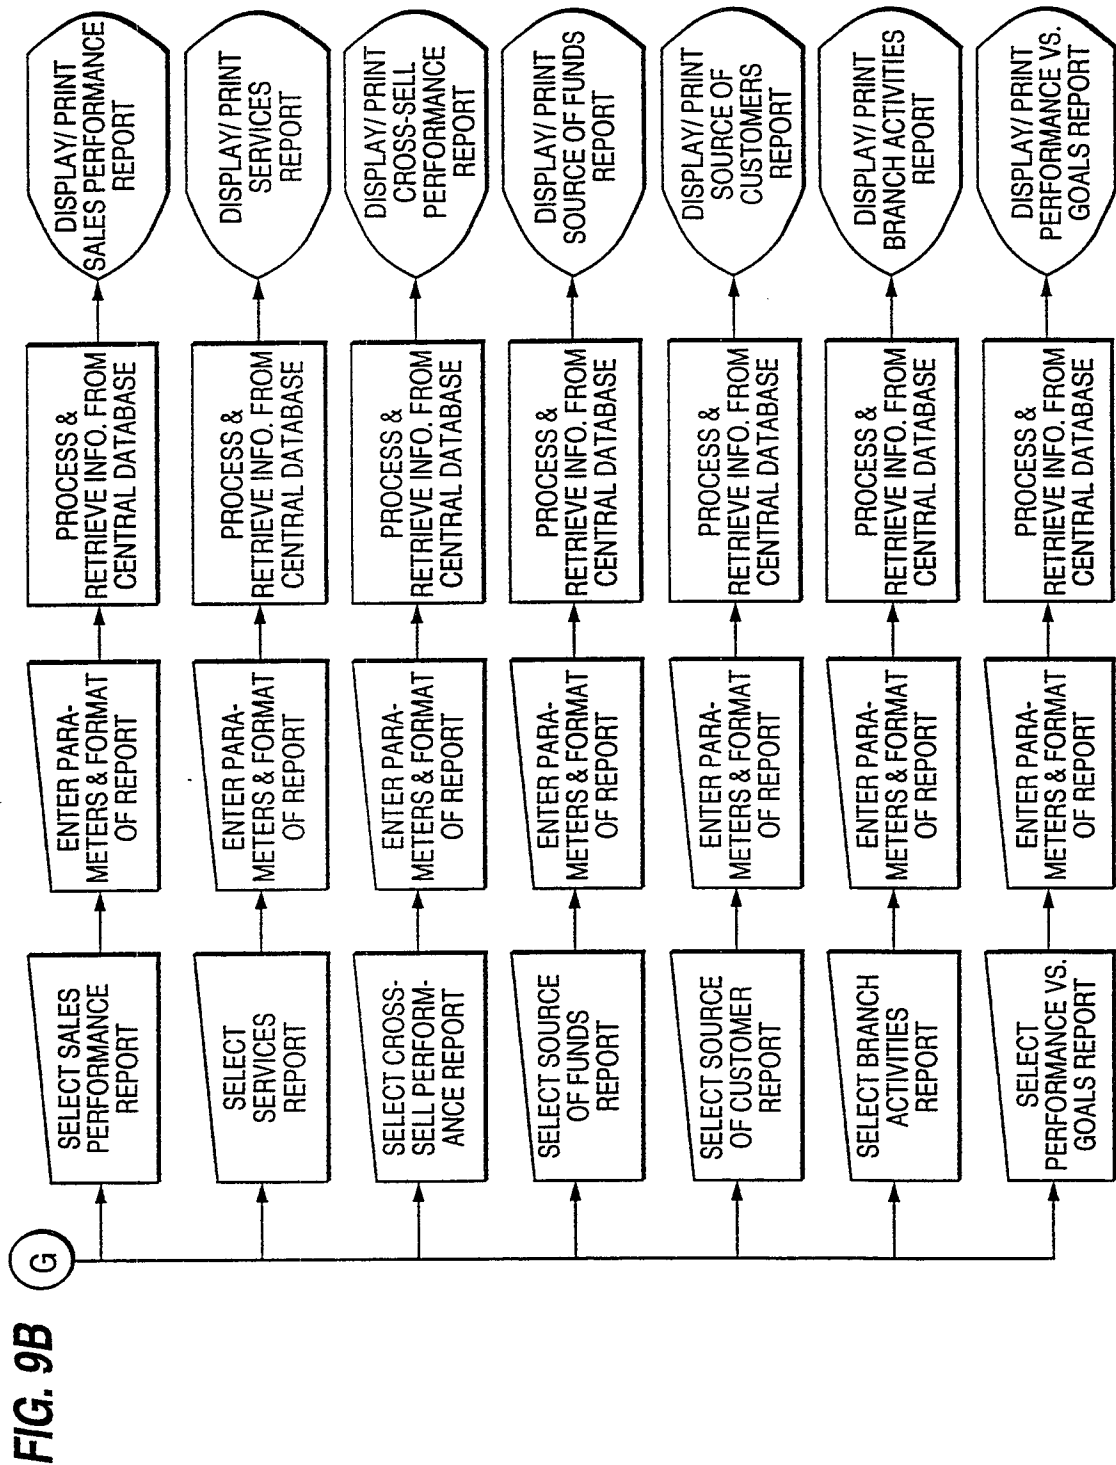 FIG. 9B
G
SELECT SALES
PERFORMANCE
REPORT
ENTER PARA-
METERS & FORMAT
OF REPORT
PROCESS &
RETRIEVE INFO. FROM
CENTRAL DATABASE
DISPLAY/ PRINT
SALES PERFORMANCE
REPORT
SELECT
SERVICES
REPORT
ENTER PARA-
METERS & FORMAT
OF REPORT
PROCESS &
RETRIEVE INFO. FROM
CENTRAL DATABASE
DISPLAY/ PRINT
SERVICES
REPORT
SELECT CROSS-
SELL PERFORM-
ANCE REPORT
ENTER PARA-
METERS & FORMAT
OF REPORT
PROCESS &
RETRIEVE INFO. FROM
CENTRAL DATABASE
DISPLAY/ PRINT
CROSS-SELL
PERFORMANCE
REPORT
SELECT SOURCE
OF FUNDS
REPORT
ENTER PARA-
METERS & FORMAT
OF REPORT
PROCESS &
RETRIEVE INFO. FROM
CENTRAL DATABASE
DISPLAY/ PRINT
SOURCE OF FUNDS
REPORT
SELECT SOURCE
OF CUSTOMER
REPORT
ENTER PARA-
METERS & FORMAT
OF REPORT
PROCESS &
RETRIEVE INFO. FROM
CENTRAL DATABASE
DISPLAY/ PRINT
SOURCE OF
CUSTOMERS
REPORT
SELECT BRANCH
ACTIVITIES
REPORT
ENTER PARA-
METERS & FORMAT
OF REPORT
PROCESS &
RETRIEVE INFO. FROM
CENTRAL DATABASE
DISPLAY/ PRINT
BRANCH ACTIVITIES
REPORT
SELECT
PERFORMANCE VS.
GOALS REPORT
ENTER PARA-
METERS & FORMAT
OF REPORT
PROCESS &
RETRIEVE INFO. FROM
CENTRAL DATABASE
DISPLAY/ PRINT
PERFORMANCE VS.
GOALS REPORT